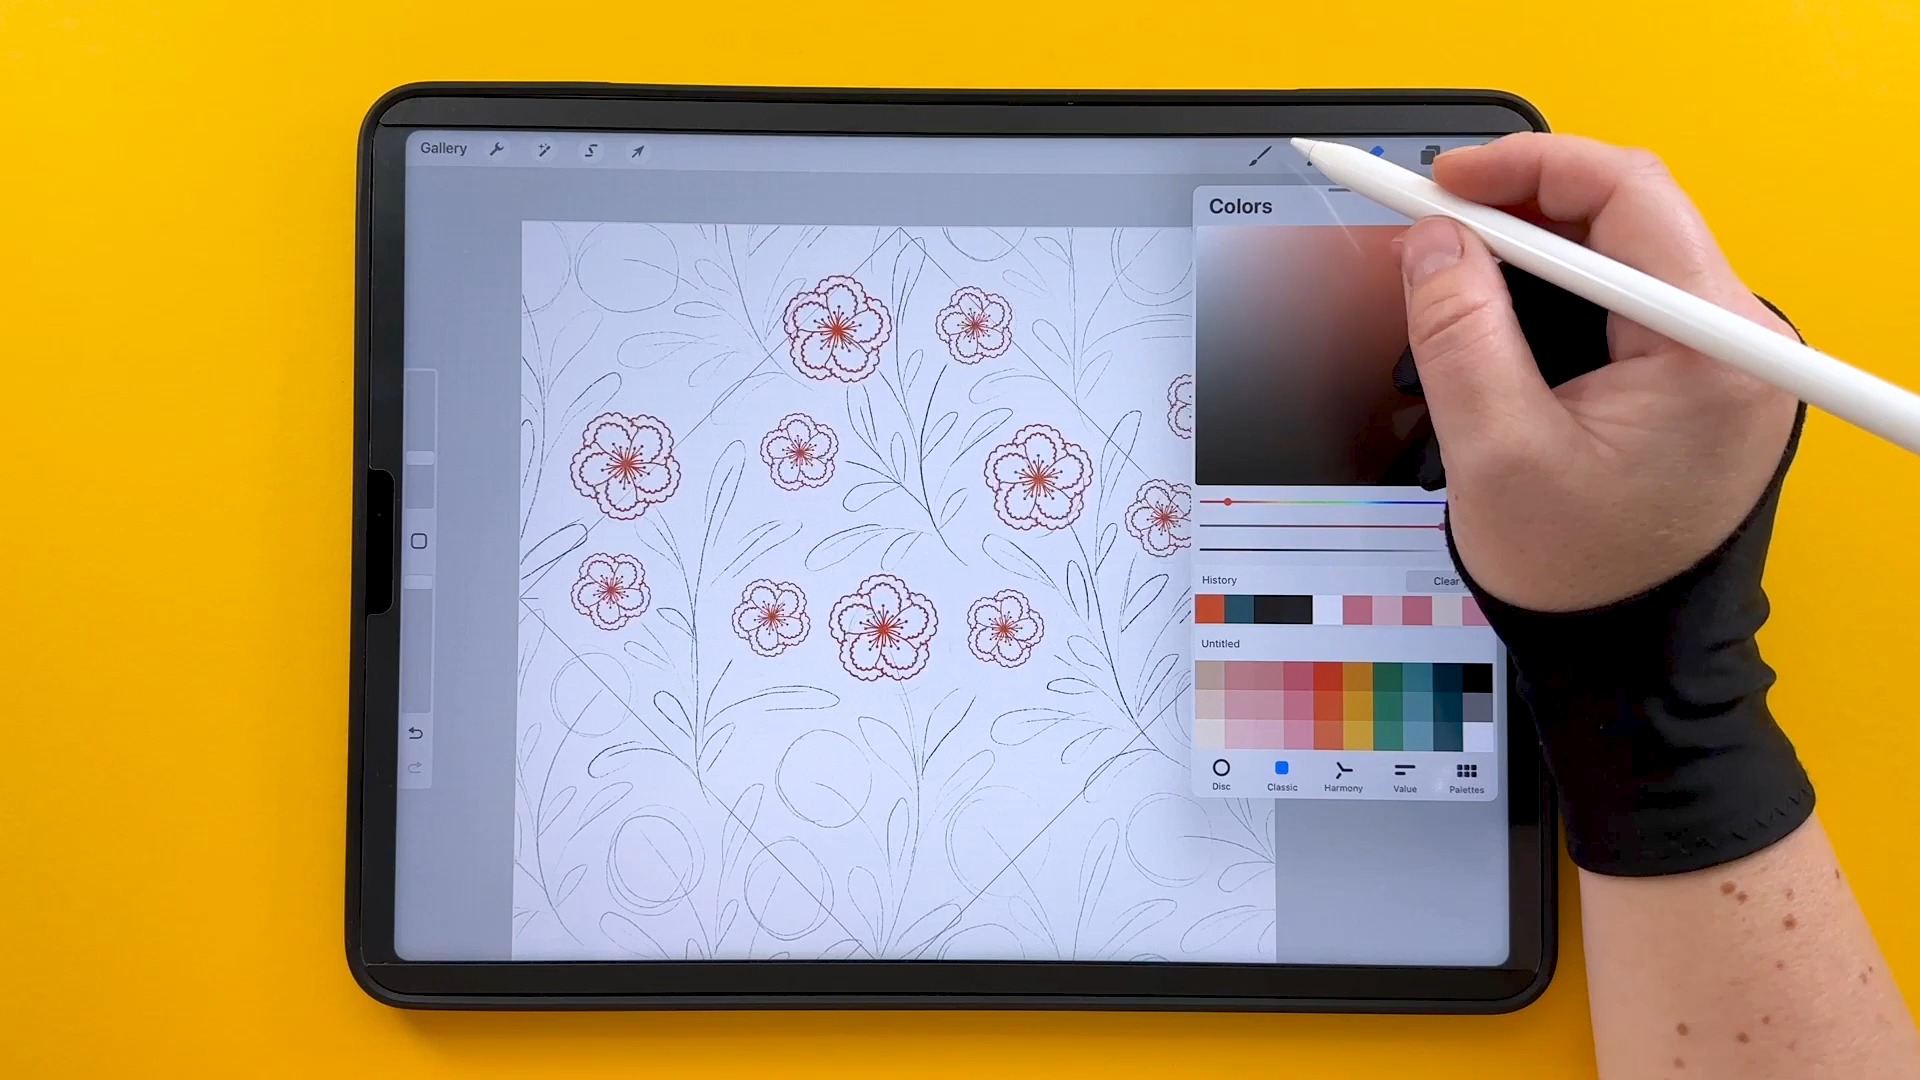 Gallery
Colors
History
Clear
Untitled
Disc
Classic
Harmony
Value
Palettes